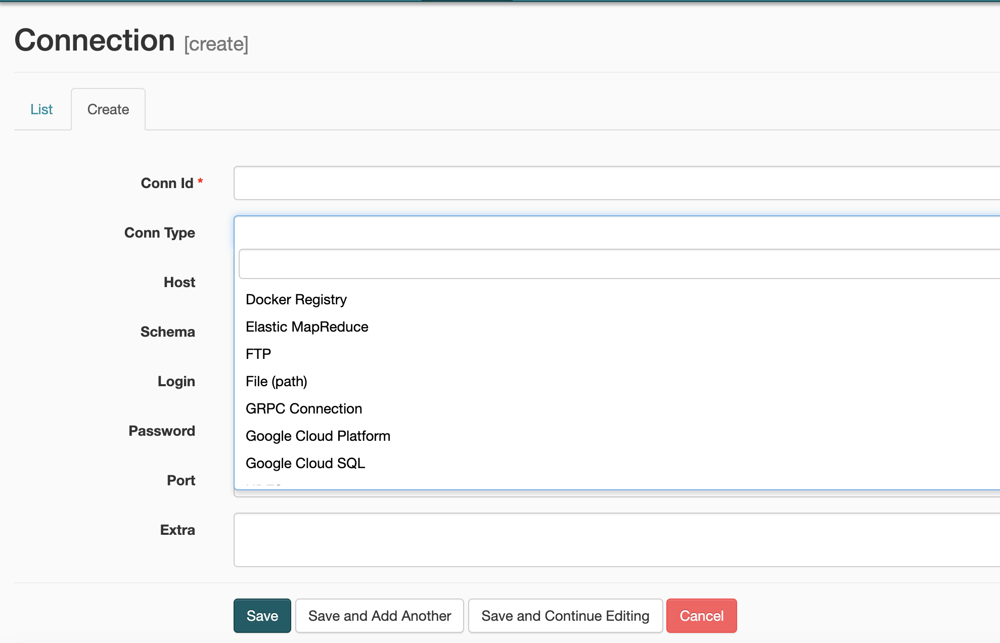 Connection [create]
List
Create
Conn Id *
Conn Type
Host
Docker Registry
Elastic MapReduce
Schema
FTP
Login
File (path)
GRPC Connection
Password
Google Cloud Platform
Google Cloud SQL
Port
Extra
Save
Save and Add Another
Save and Continue Editing
Cancel